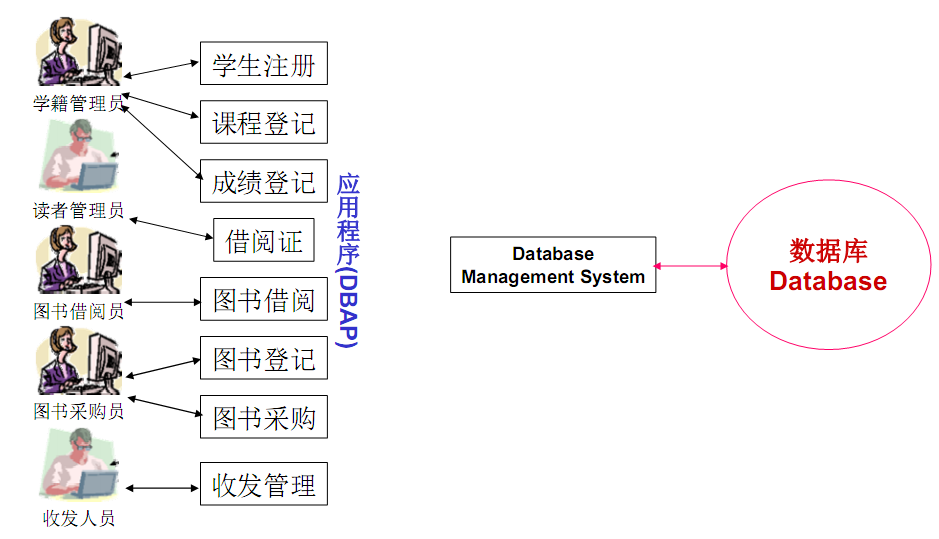 学生注册
学籍管理员
课程登记
成绩登记
读者管理员
借阅证
图书借阅员
图书借阅
图书登记
图书采购员
图书采购
收发管理
收发人员
应用程序(DBAP)
Database
Management System
数据库
Database